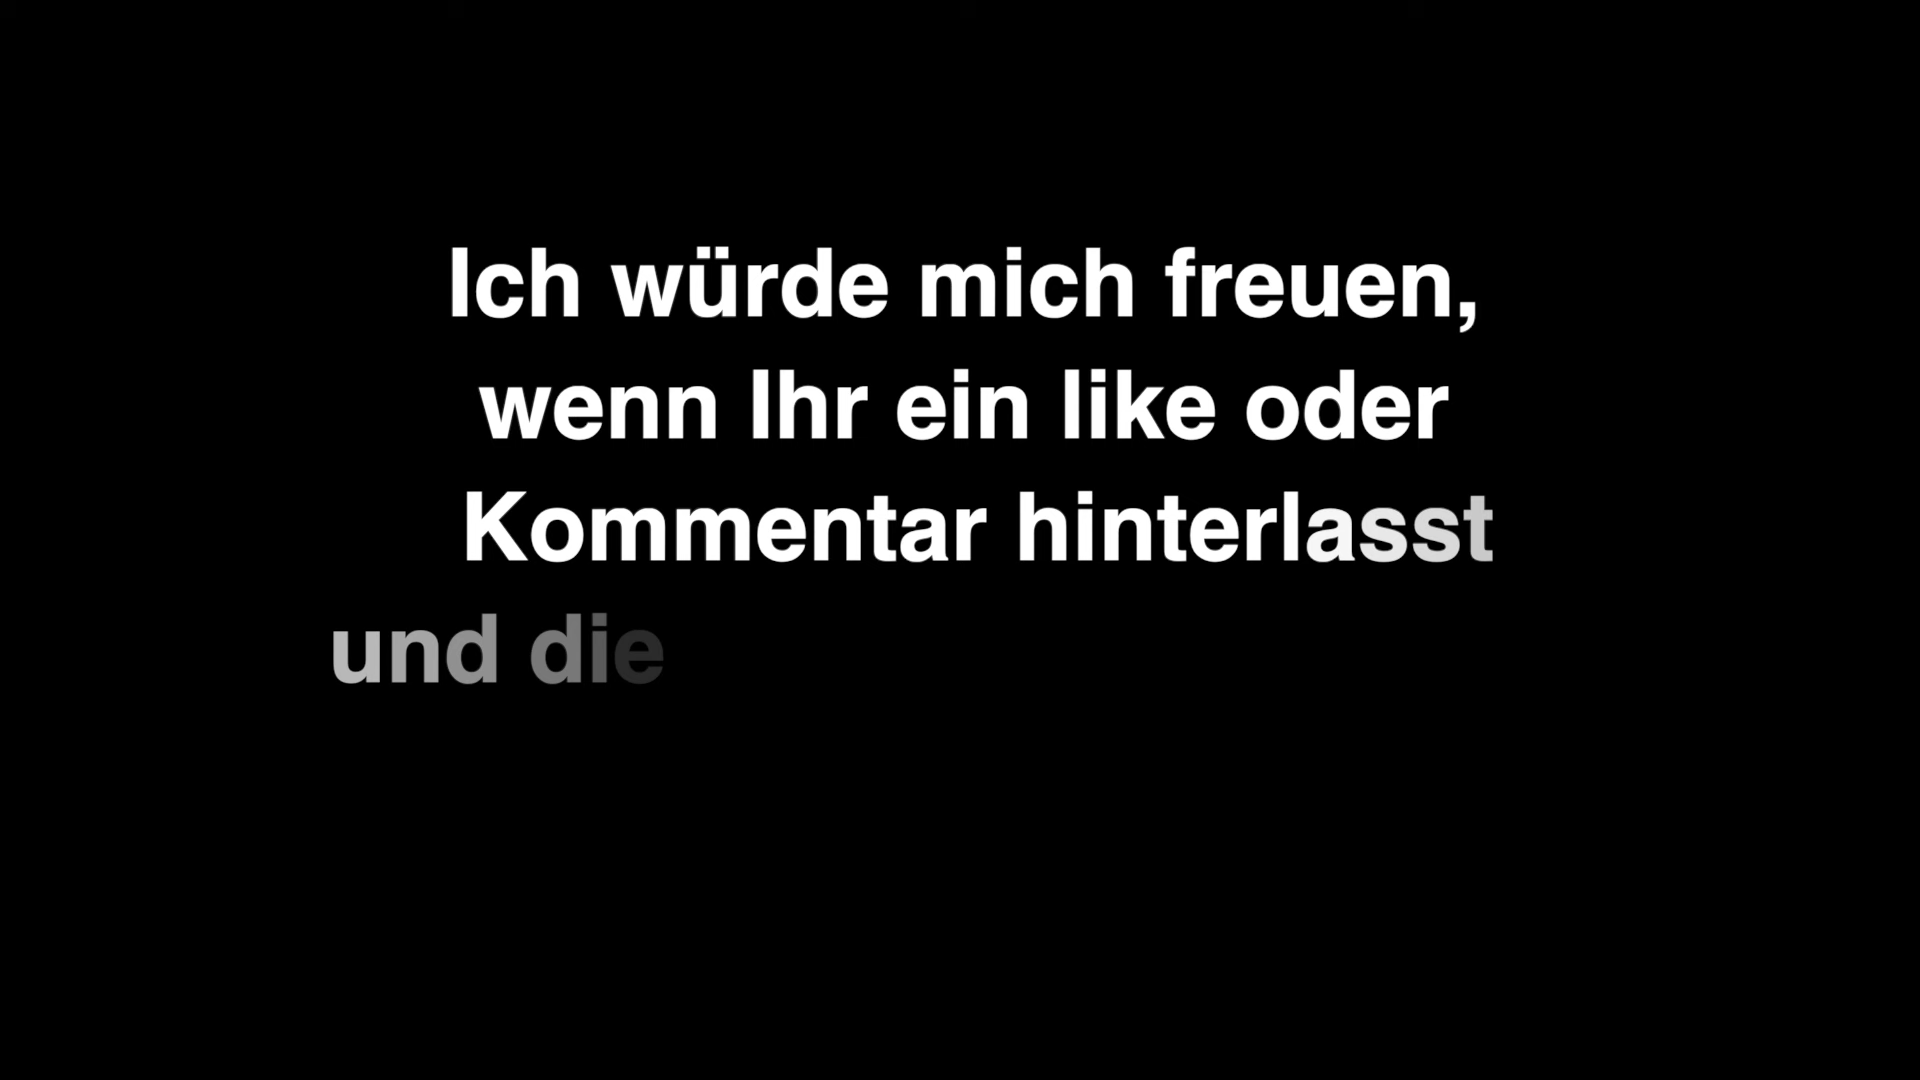 Ich würde mich freuen,
wenn Ihr ein like oder
Kommentar hinterlasst
und die